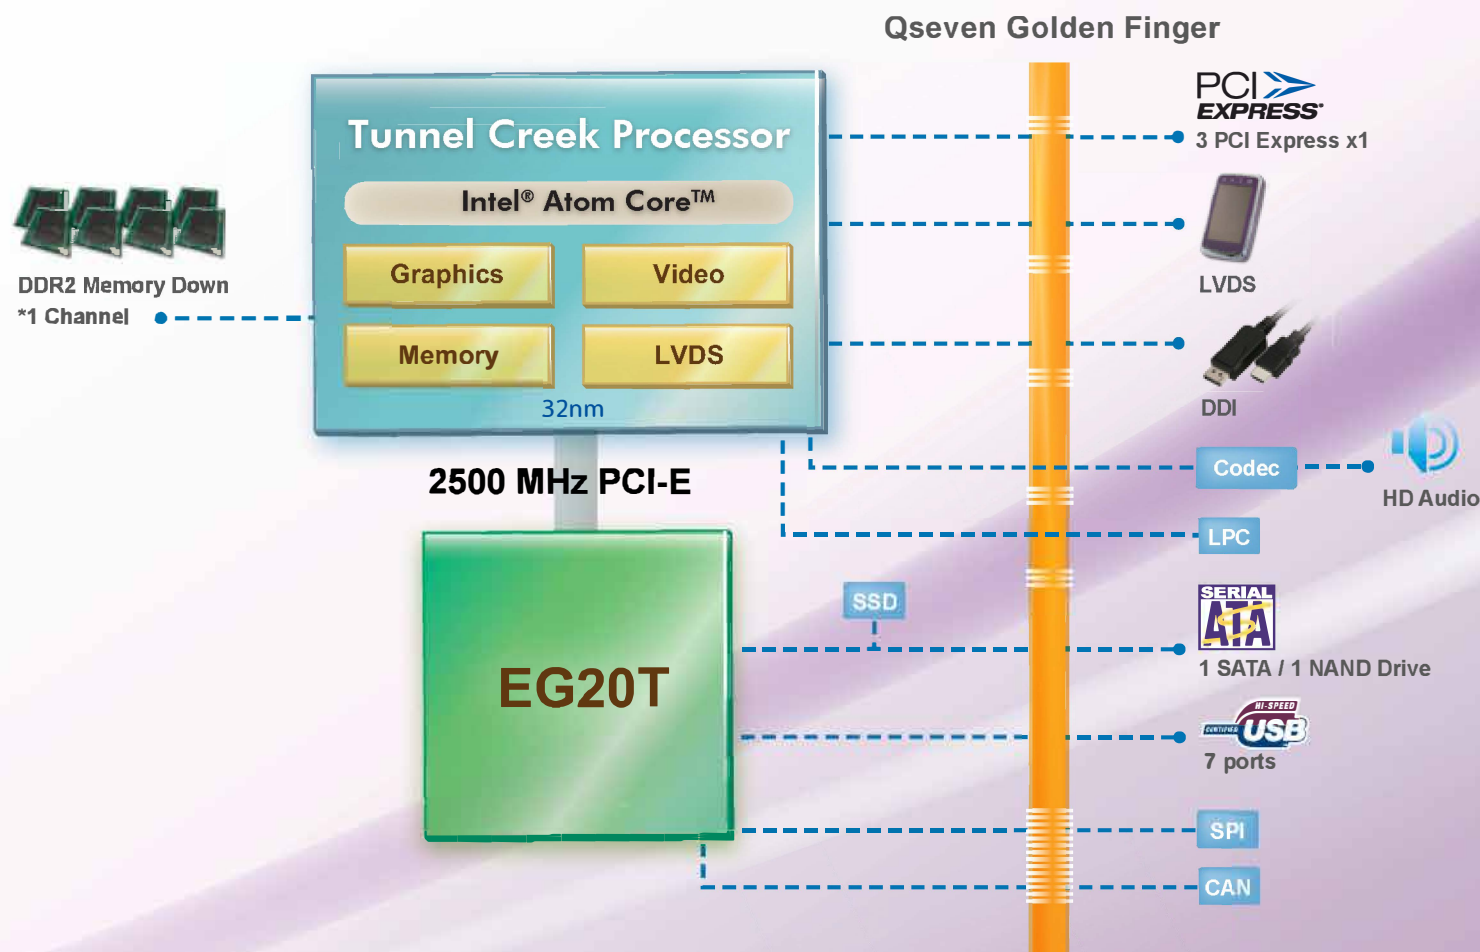 Qseven Golden Finger
Tunnel Creek Processor
Intel® Atom Core™
Graphics
Video
Memory
LVDS
32nm
DDR2 Memory Down
*1 Channel
PCI
EXPRESS®
3 PCI Express x1
LVDS
DDI
Codec
HD Audio
2500 MHz PCI-E
LPC
EG20T
SSD
SERIAL
ATA
1 SATA / 1 NAND Drive
HI-SPEED
CERTIFIED
USB
7 ports
SPI
CAN